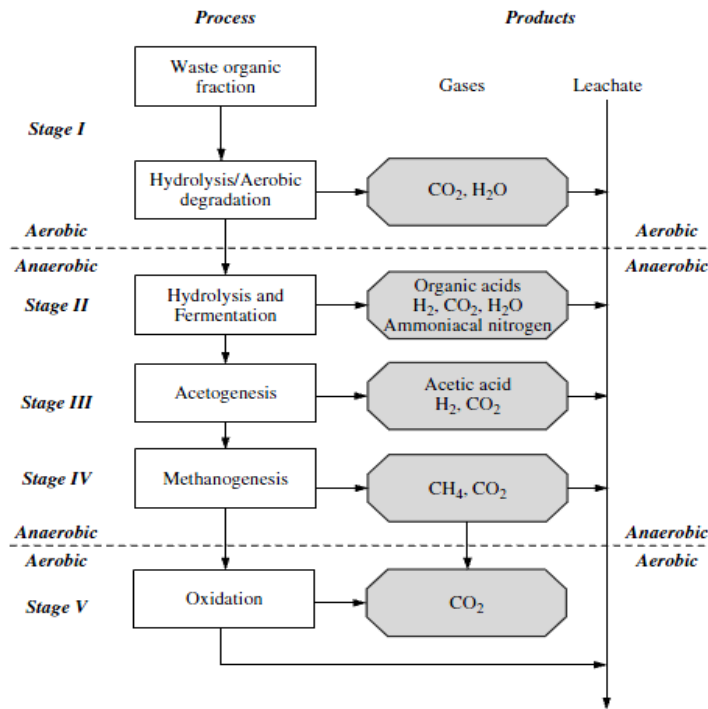 Process
Products
Waste organic
fraction
Gases
Leachate
Stage I
Hydrolysis/Aerobic
degradation
CO₂, H₂O
Aerobic
Aerobic
Anaerobic
Anaerobic
Stage II
Hydrolysis and
Fermentation
Organic acids
H₂, CO₂, H₂O
Ammoniacal nitrogen
Stage III
Acetogenesis
Acetic acid
H₂, CO₂
Stage IV
Methanogenesis
CH₄, CO₂
Anaerobic
Anaerobic
Aerobic
Aerobic
Stage V
Oxidation
CO₂